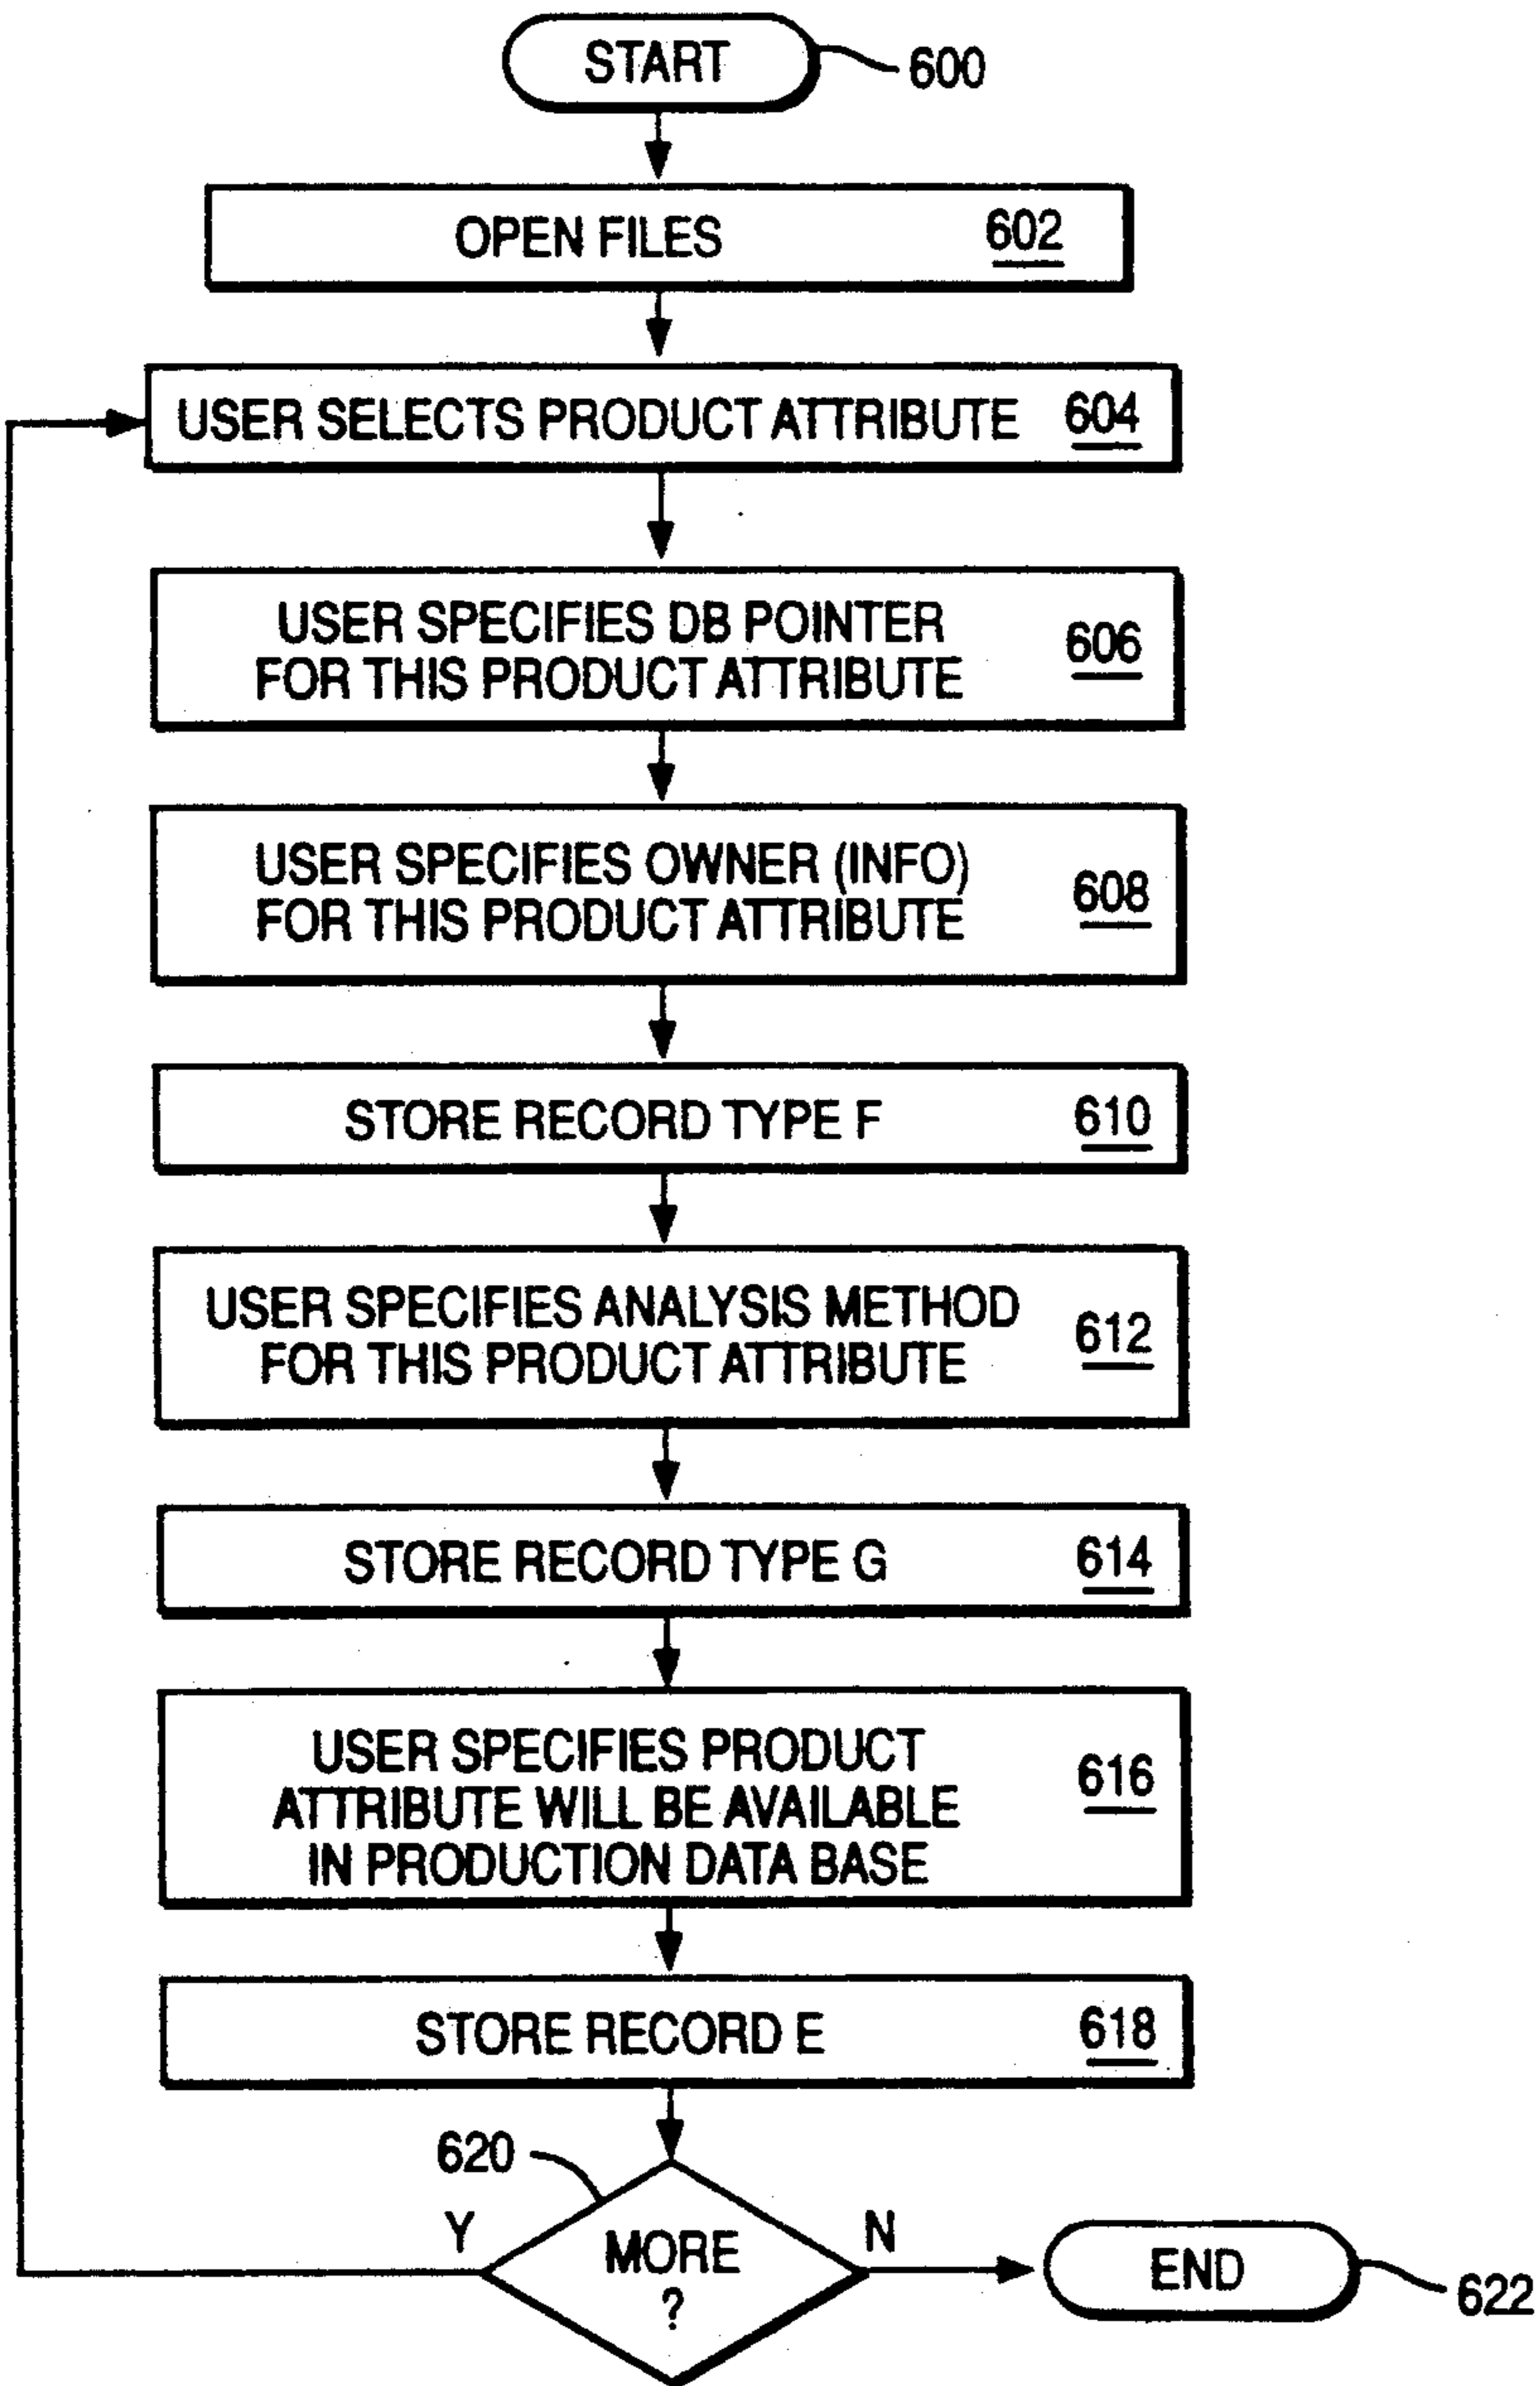 START
600
OPEN FILES 602
USER SELECTS PRODUCT ATTRIBUTE 604
USER SPECIFIES DB POINTER
FOR THIS PRODUCT ATTRIBUTE
606
USER SPECIFIES OWNER (INFO)
FOR THIS PRODUCT ATTRIBUTE
608
STORE RECORD TYPE F 610
USER SPECIFIES ANALYSIS METHOD
FOR THIS PRODUCT ATTRIBUTE
612
STORE RECORD TYPE G 614
USER SPECIFIES PRODUCT
ATTRIBUTE WILL BE AVAILABLE
IN PRODUCTION DATA BASE
616
STORE RECORD E 618
620
Y
MORE
?
N
END
622